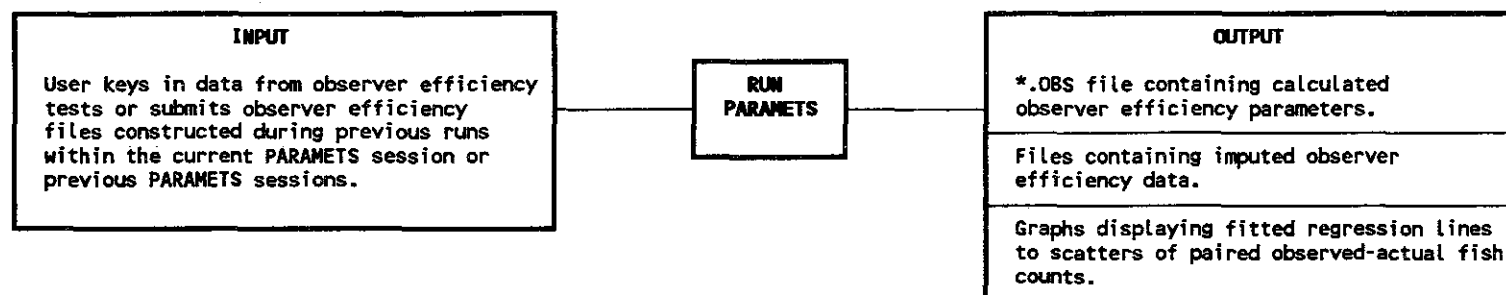 INPUT
User keys in data from observer efficiency
tests or submits observer efficiency
files constructed during previous runs
within the current PARAMETS session or
previous PARAMETS sessions.
RUN
PARAMETS
OUTPUT
*.OBS file containing calculated
observer efficiency parameters.
Files containing imputed observer
efficiency data.
Graphs displaying fitted regression lines
to scatters of paired observed-actual fish
counts.